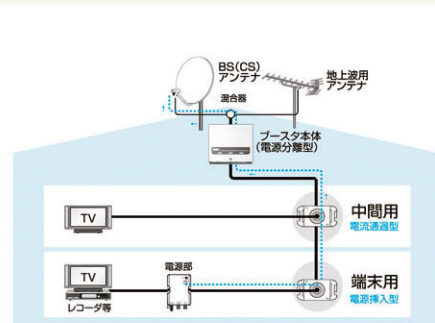 BS(CS)
アンテナ
地上波用
アンテナ
混合器
ブースタ本体
(電源分離型)
TV
中間用
電流通過型
TV
電源部
端末用
電源挿入型
レコーダ等